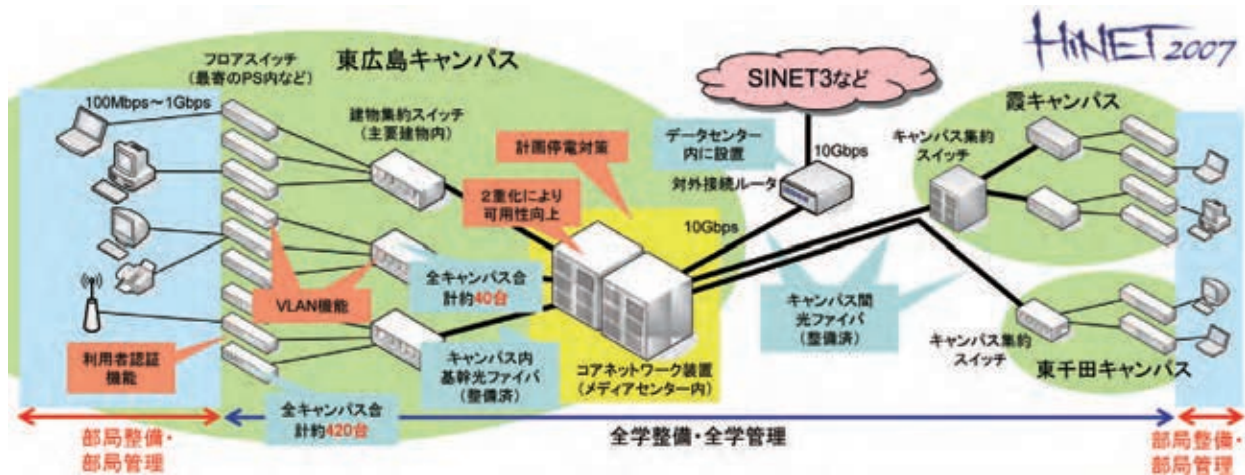 HiNET 2007
フロアスイッチ
(最寄のPS内など)
東広島キャンパス
100Mbps～1Gbps
建物集約スイッチ
(主要建物内)
計画停電対策
2重化により
可用性向上
SINET3など
データセンター
内に設置
10Gbps
対外接続ルータ
10Gbps
霞キャンパス
キャンパス集約
スイッチ
VLAN機能
全キャンパス合
計約40台
利用者認証
機能
キャンパス内
基幹光ファイバ
(整備済)
コアネットワーク装置
(メディアセンター内)
キャンパス間
光ファイバ
(整備済)
キャンパス集約
スイッチ
東千田キャンパス
全キャンパス合
計約420台
部局整備・
部局管理
全学整備・全学管理
部局整備・
部局管理